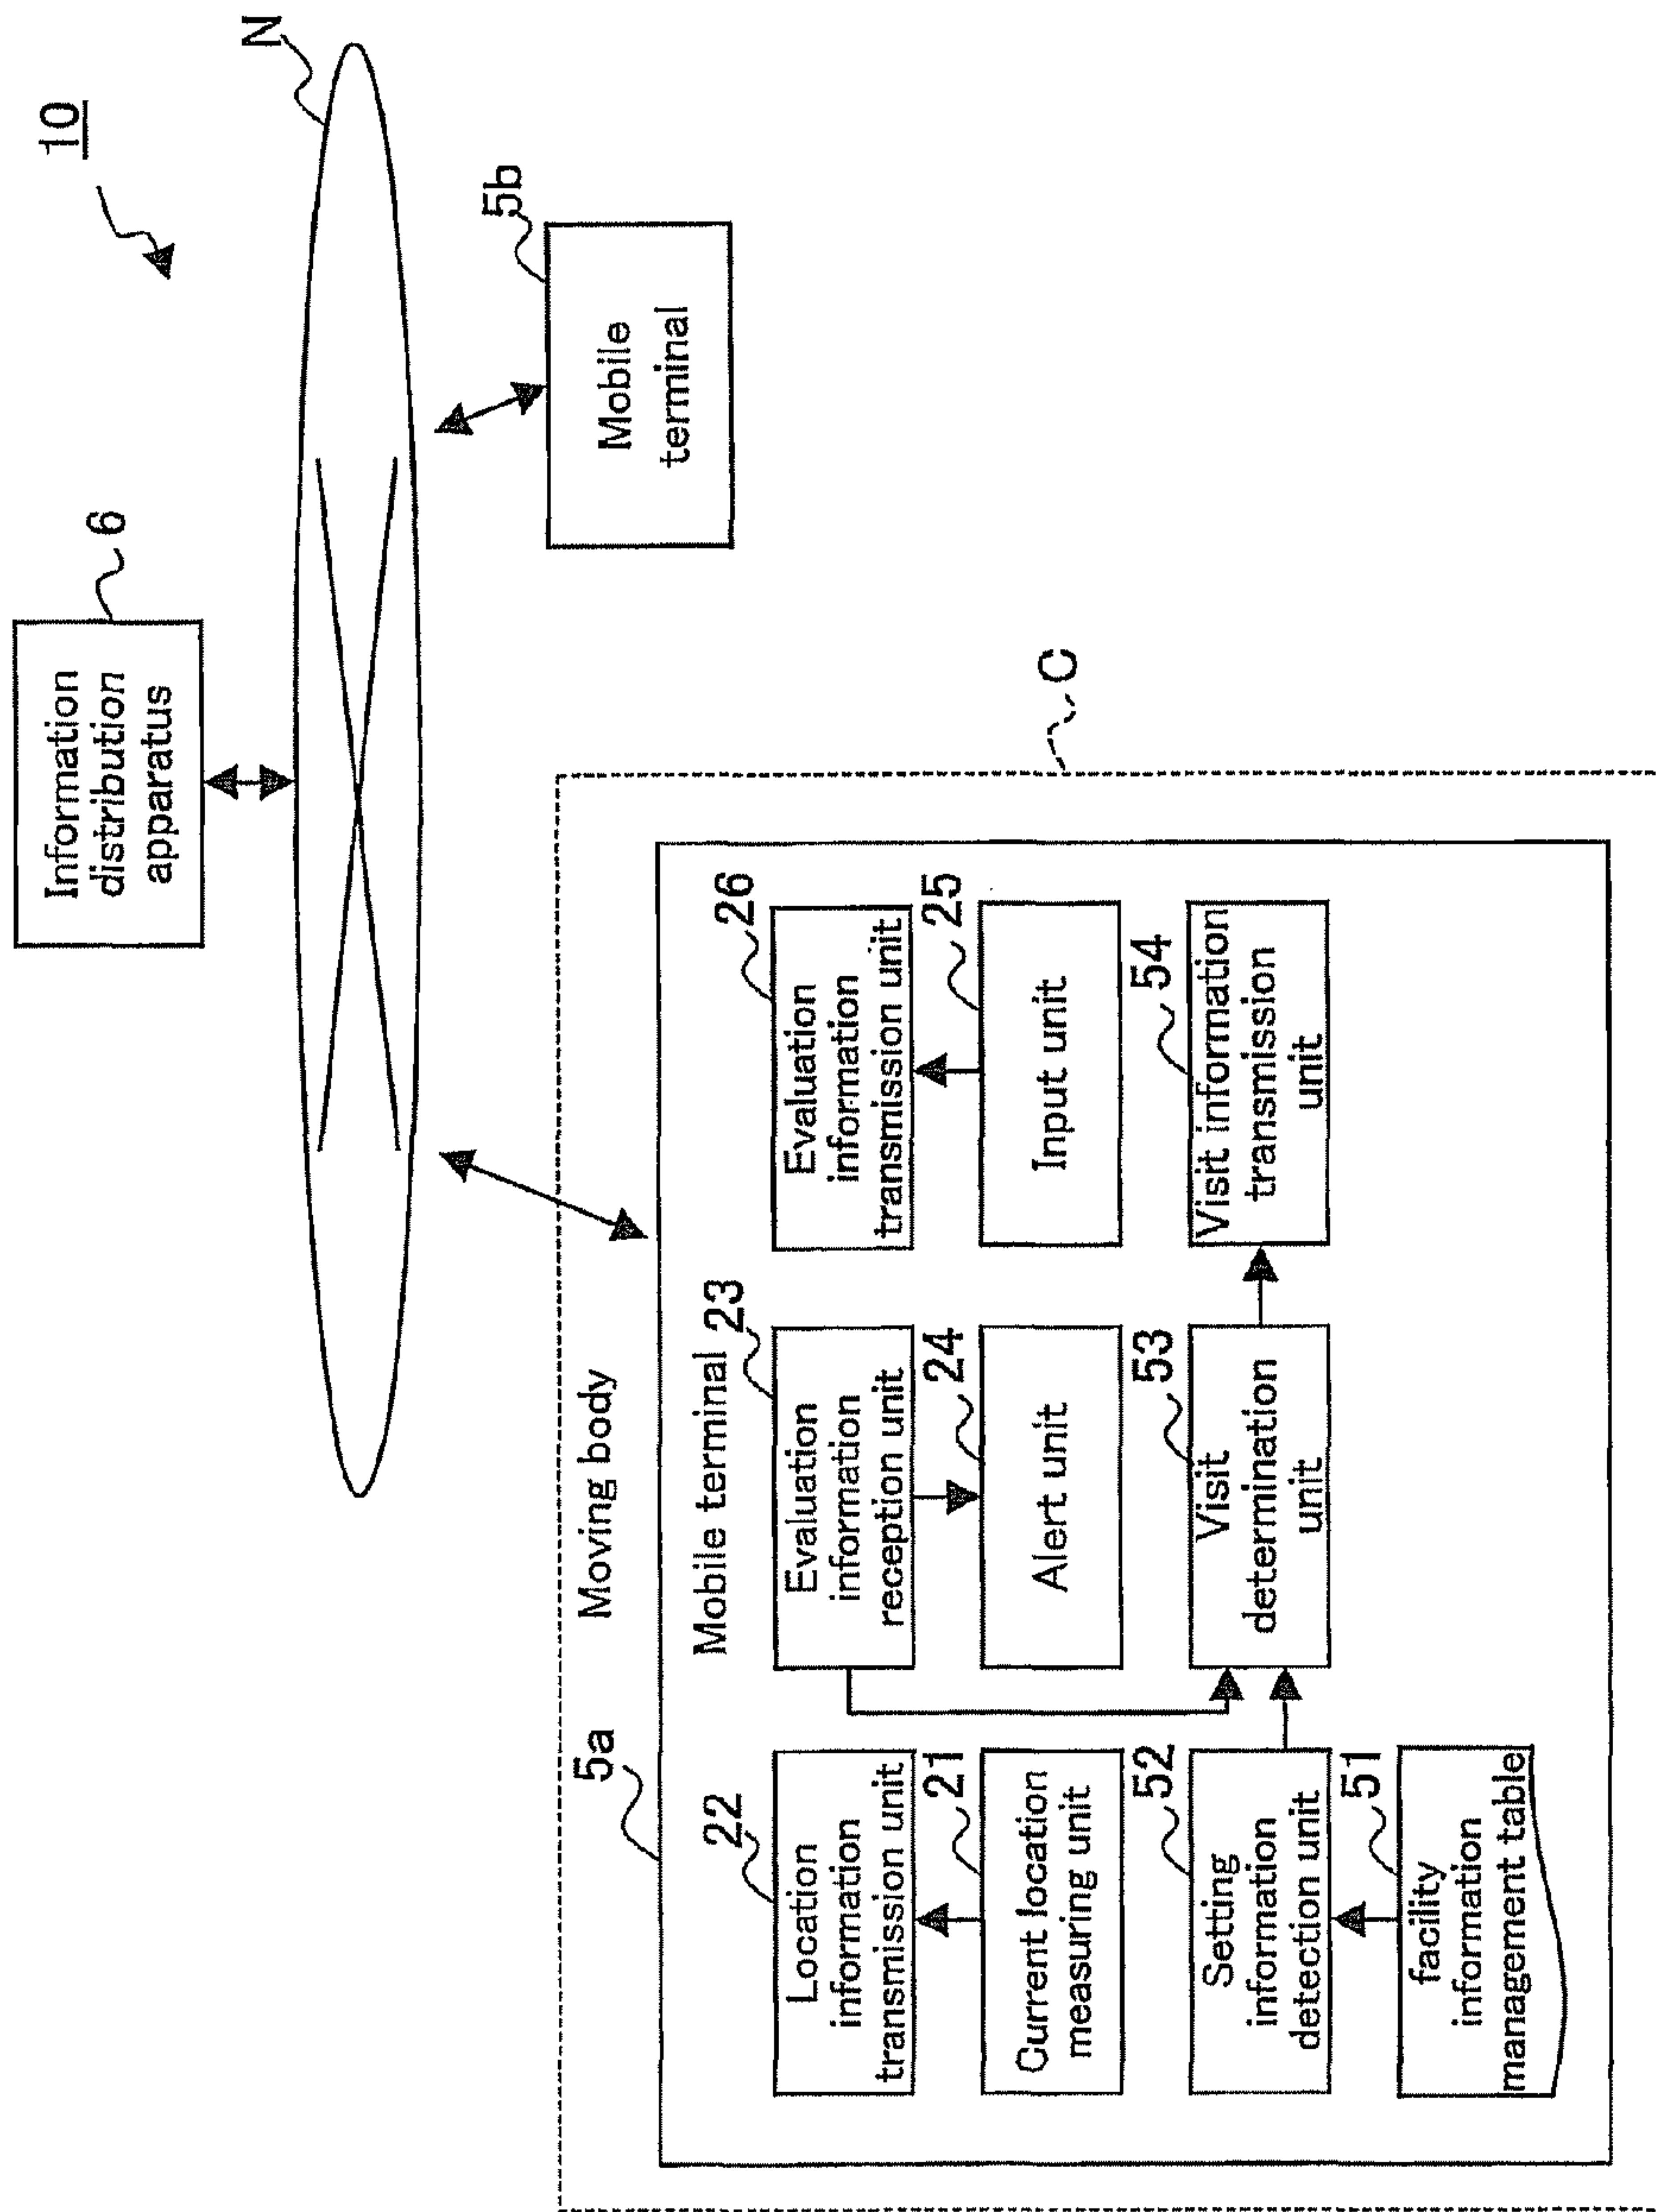 10
Information
distribution
apparatus
6
N
5b
Mobile
terminal
C
Moving body
5a
Mobile terminal
22
Location
information
transmission unit
23
Evaluation
information
reception unit
26
Evaluation
information
transmission unit
21
Current location
measuring unit
24
Alert unit
25
Input unit
52
Setting
information
detection unit
53
Visit
determination
unit
54
Visit information
transmission
unit
51
facility
information
management table